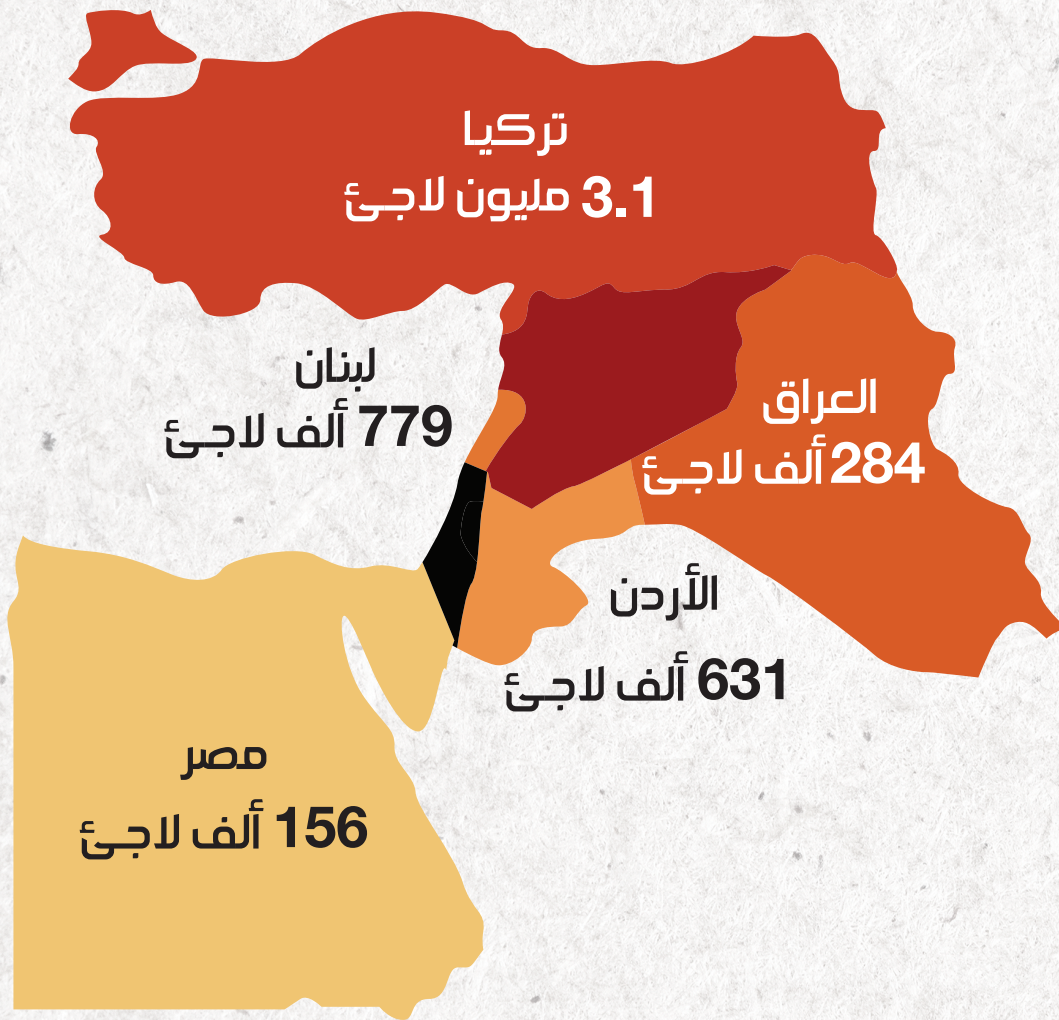 تركيا
3.1 مليون لاجئ
لبنان
779 ألف لاجئ
العراق
284 ألف لاجئ
الأردن
631 ألف لاجئ
مصر
156 ألف لاجئ